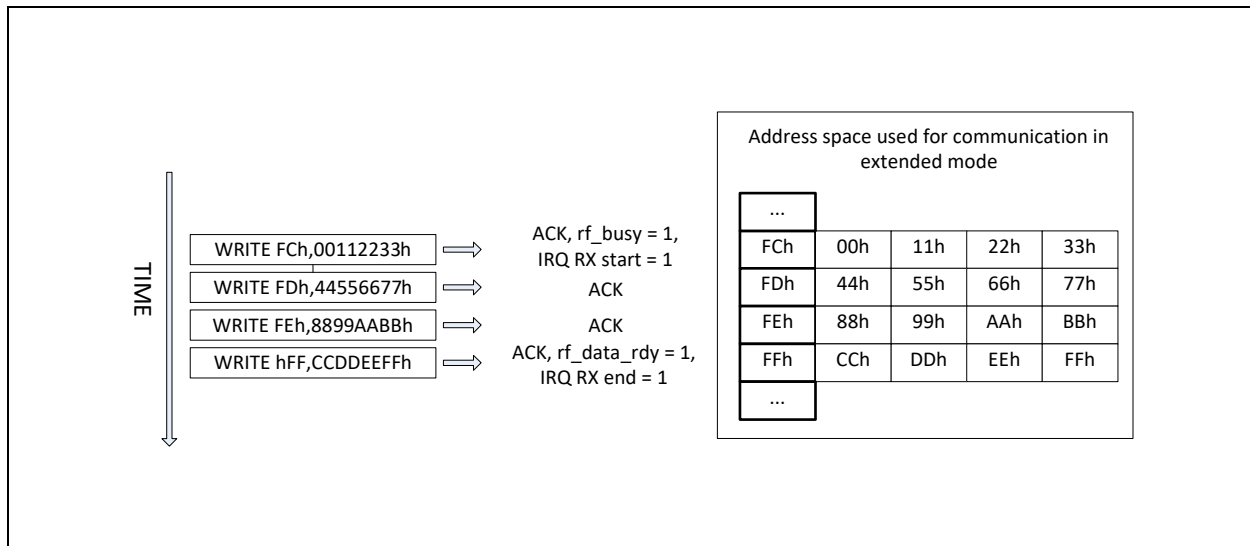 TIME
WRITE FCh,00112233h
ACK, rf_busy = 1,
IRQ RX start = 1
WRITE FDh,44556677h
ACK
WRITE FEh,8899AABBh
ACK
WRITE hFF,CCDDEEFFh
ACK, rf_data_rdy = 1,
IRQ RX end = 1
Address space used for communication in
extended mode
...
FCh 00h 11h 22h 33h
FDh 44h 55h 66h 77h
FEh 88h 99h AAh BBh
FFh CCh DDh EEh FFh
...